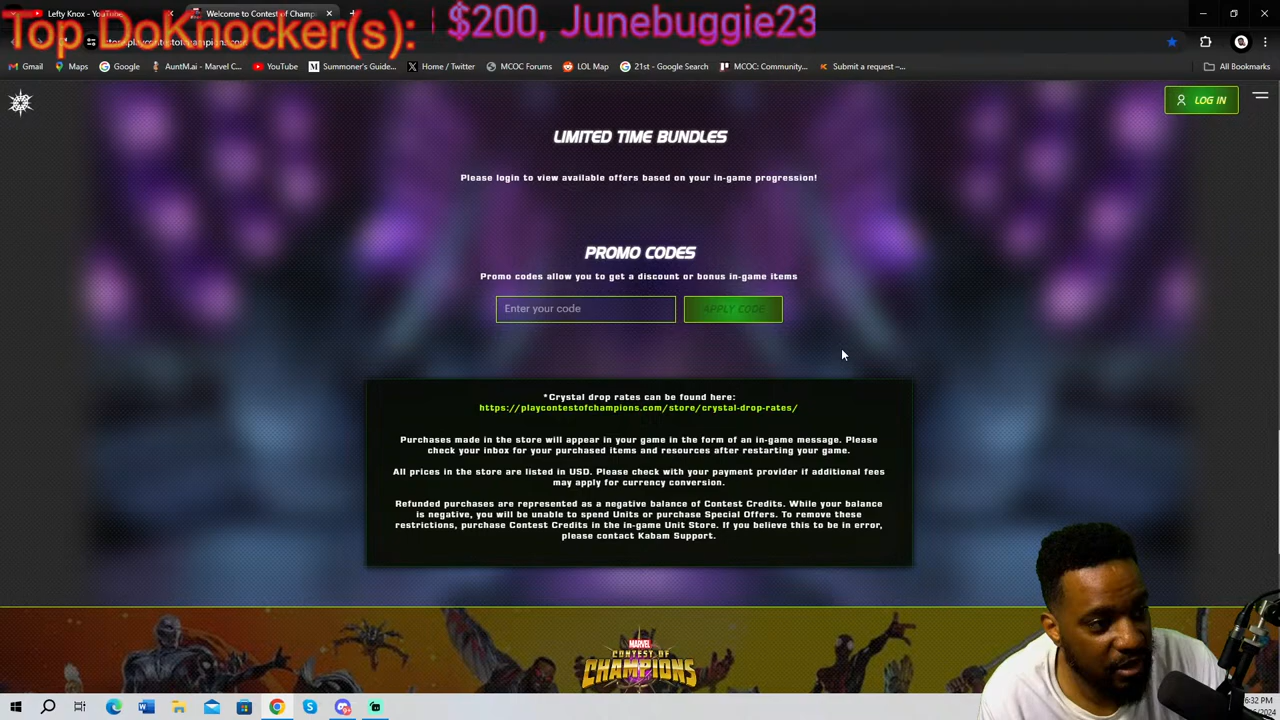 Lefty Knox - YouTube
Welcome to Contest of Champ
Top DoKnocker(s):
$200, Junebuggie23
Gmail
Maps
Google
AuntM.ai - Marvel C...
YouTube
Summoner's Guide...
Home / Twitter
MCOC Forums
LOL Map
21st - Google Search
MCOC: Community...
Submit a request –...
All Bookmarks
LOG IN
LIMITED TIME BUNDLES
Please login to view available offers based on your in-game progression!
PROMO CODES
Promo codes allow you to get a discount or bonus in-game items
Enter your code
APPLY CODE
*Crystal drop rates can be found here:
https://playcontestofchampions.com/store/crystal-drop-rates/
Purchases made in the store will appear in your game in the form of an in-game message. Please
check your inbox for your purchased items and resources after restarting your game.
All prices in the store are listed in USD. Please check with your payment provider if additional fees
may apply for currency conversion.
Refunded purchases are represented as a negative balance of Contest Credits. While your balance
is negative, you will be unable to spend Units or purchase Special Offers. To remove these
restrictions, purchase Contest Credits in the in-game Unit Store. If you believe this to be in error,
please contact Kabam Support.
MARVEL
CONTEST OF
CHAMPIONS
6:32 PM